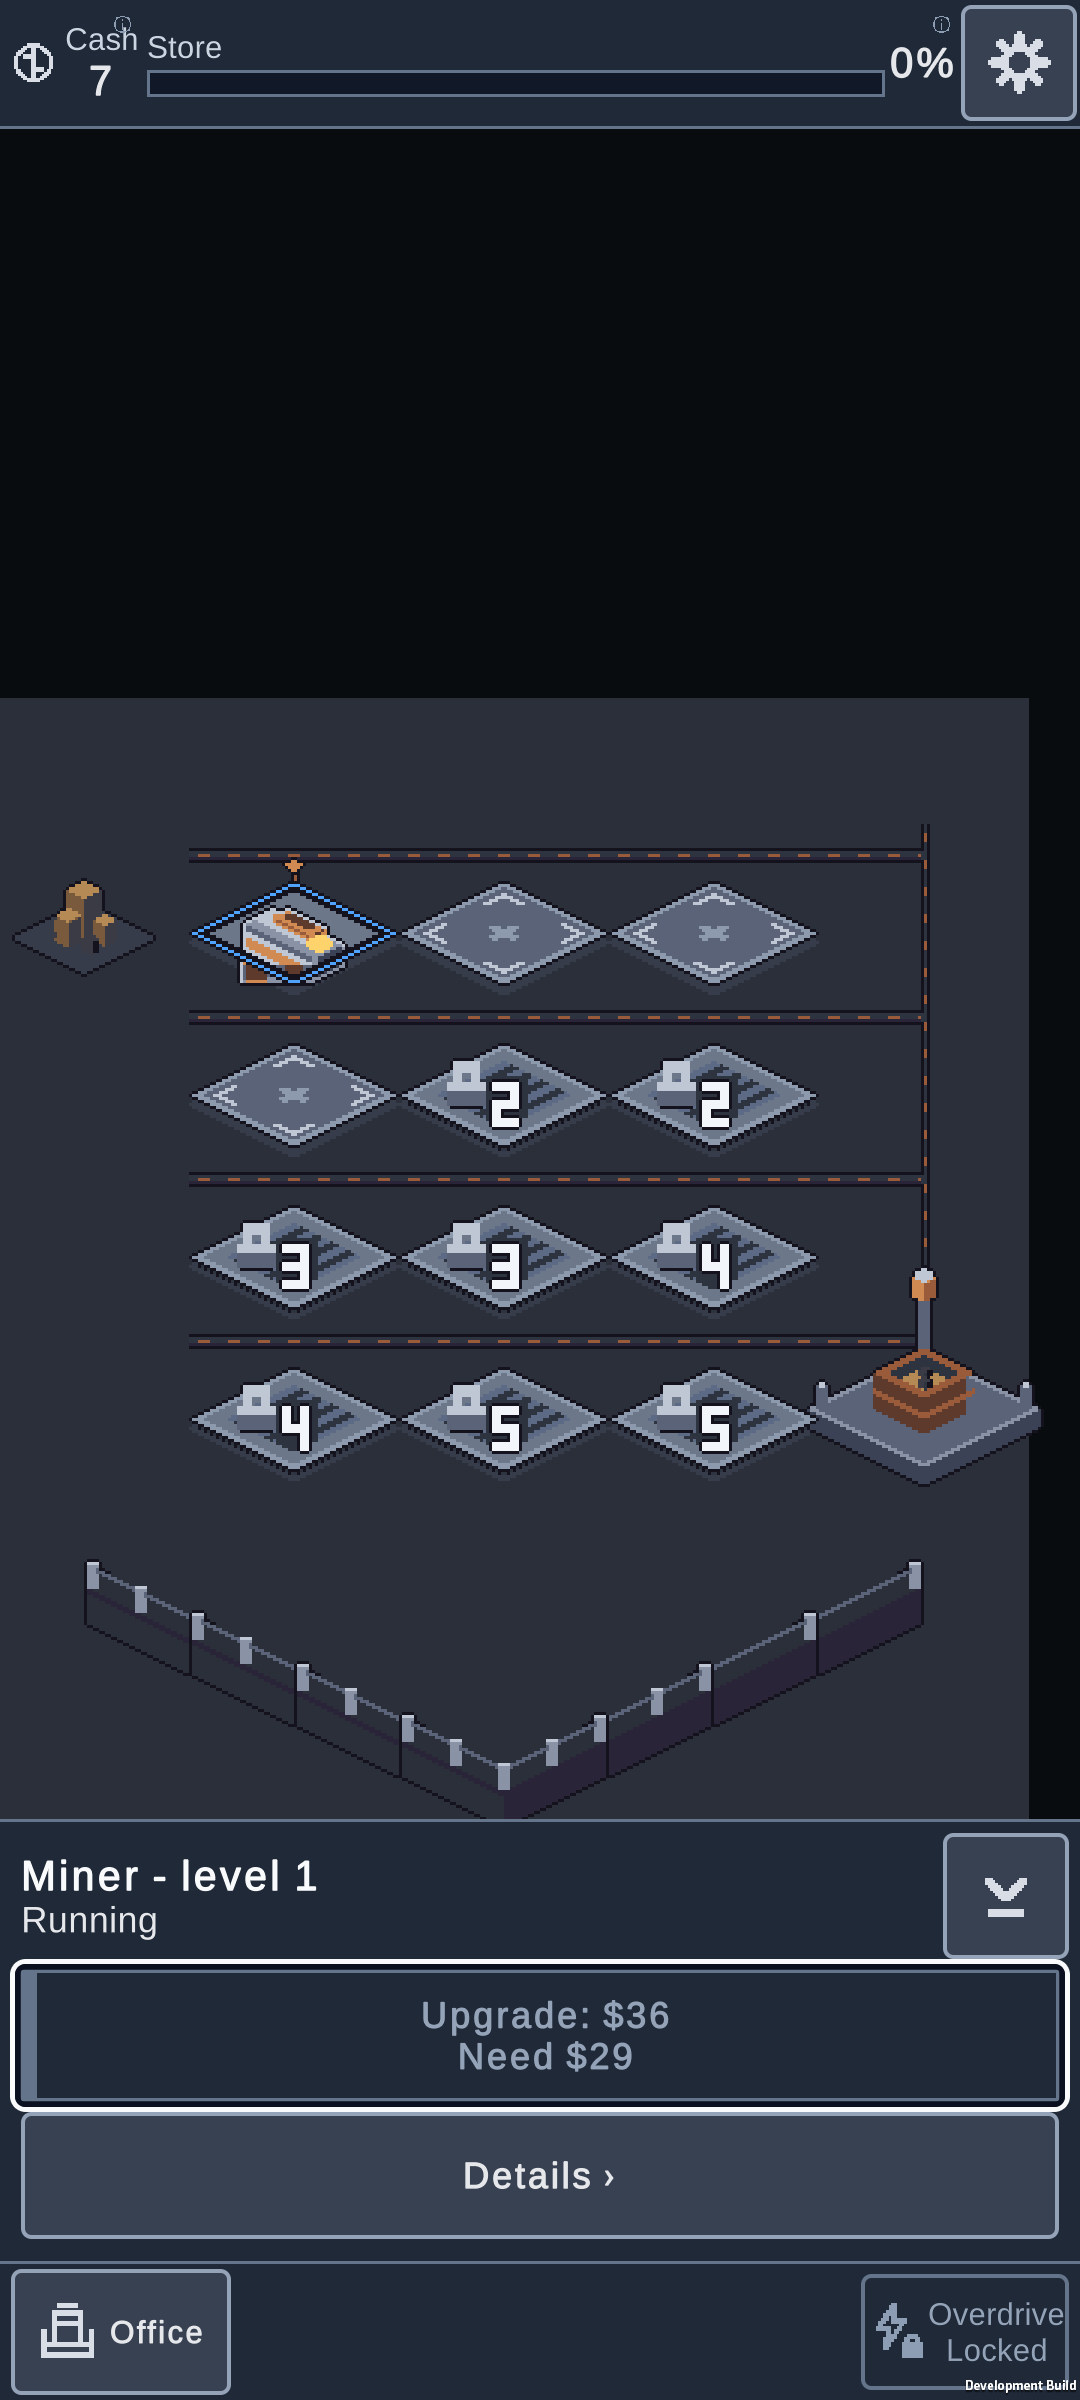 Cash
7
Store
0%
2
2
3
3
4
4
5
5
Miner - level 1
Running
Upgrade: $36
Need $29
Details ›
Office
Overdrive
Locked
Development Build